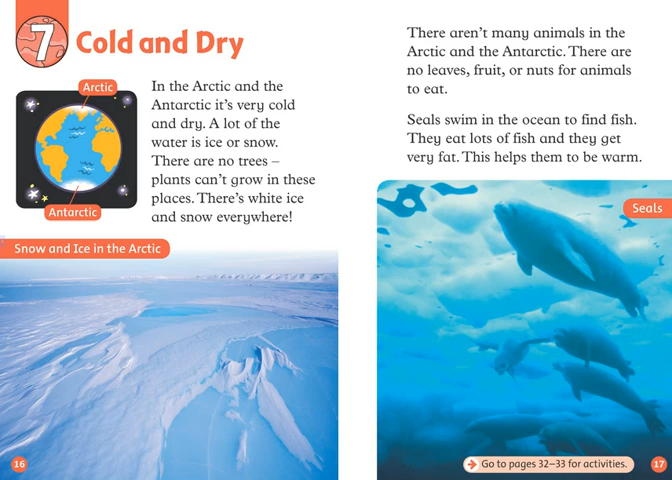 7
Cold and Dry
Arctic
Antarctic
In the Arctic and the
Antarctic it's very cold
and dry. A lot of the
water is ice or snow.
There are no trees –
plants can't grow in these
places. There's white ice
and snow everywhere!
Snow and Ice in the Arctic
16
There aren't many animals in the
Arctic and the Antarctic. There are
no leaves, fruit, or nuts for animals
to eat.
Seals swim in the ocean to find fish.
They eat lots of fish and they get
very fat. This helps them to be warm.
Seals
Go to pages 32–33 for activities.
17